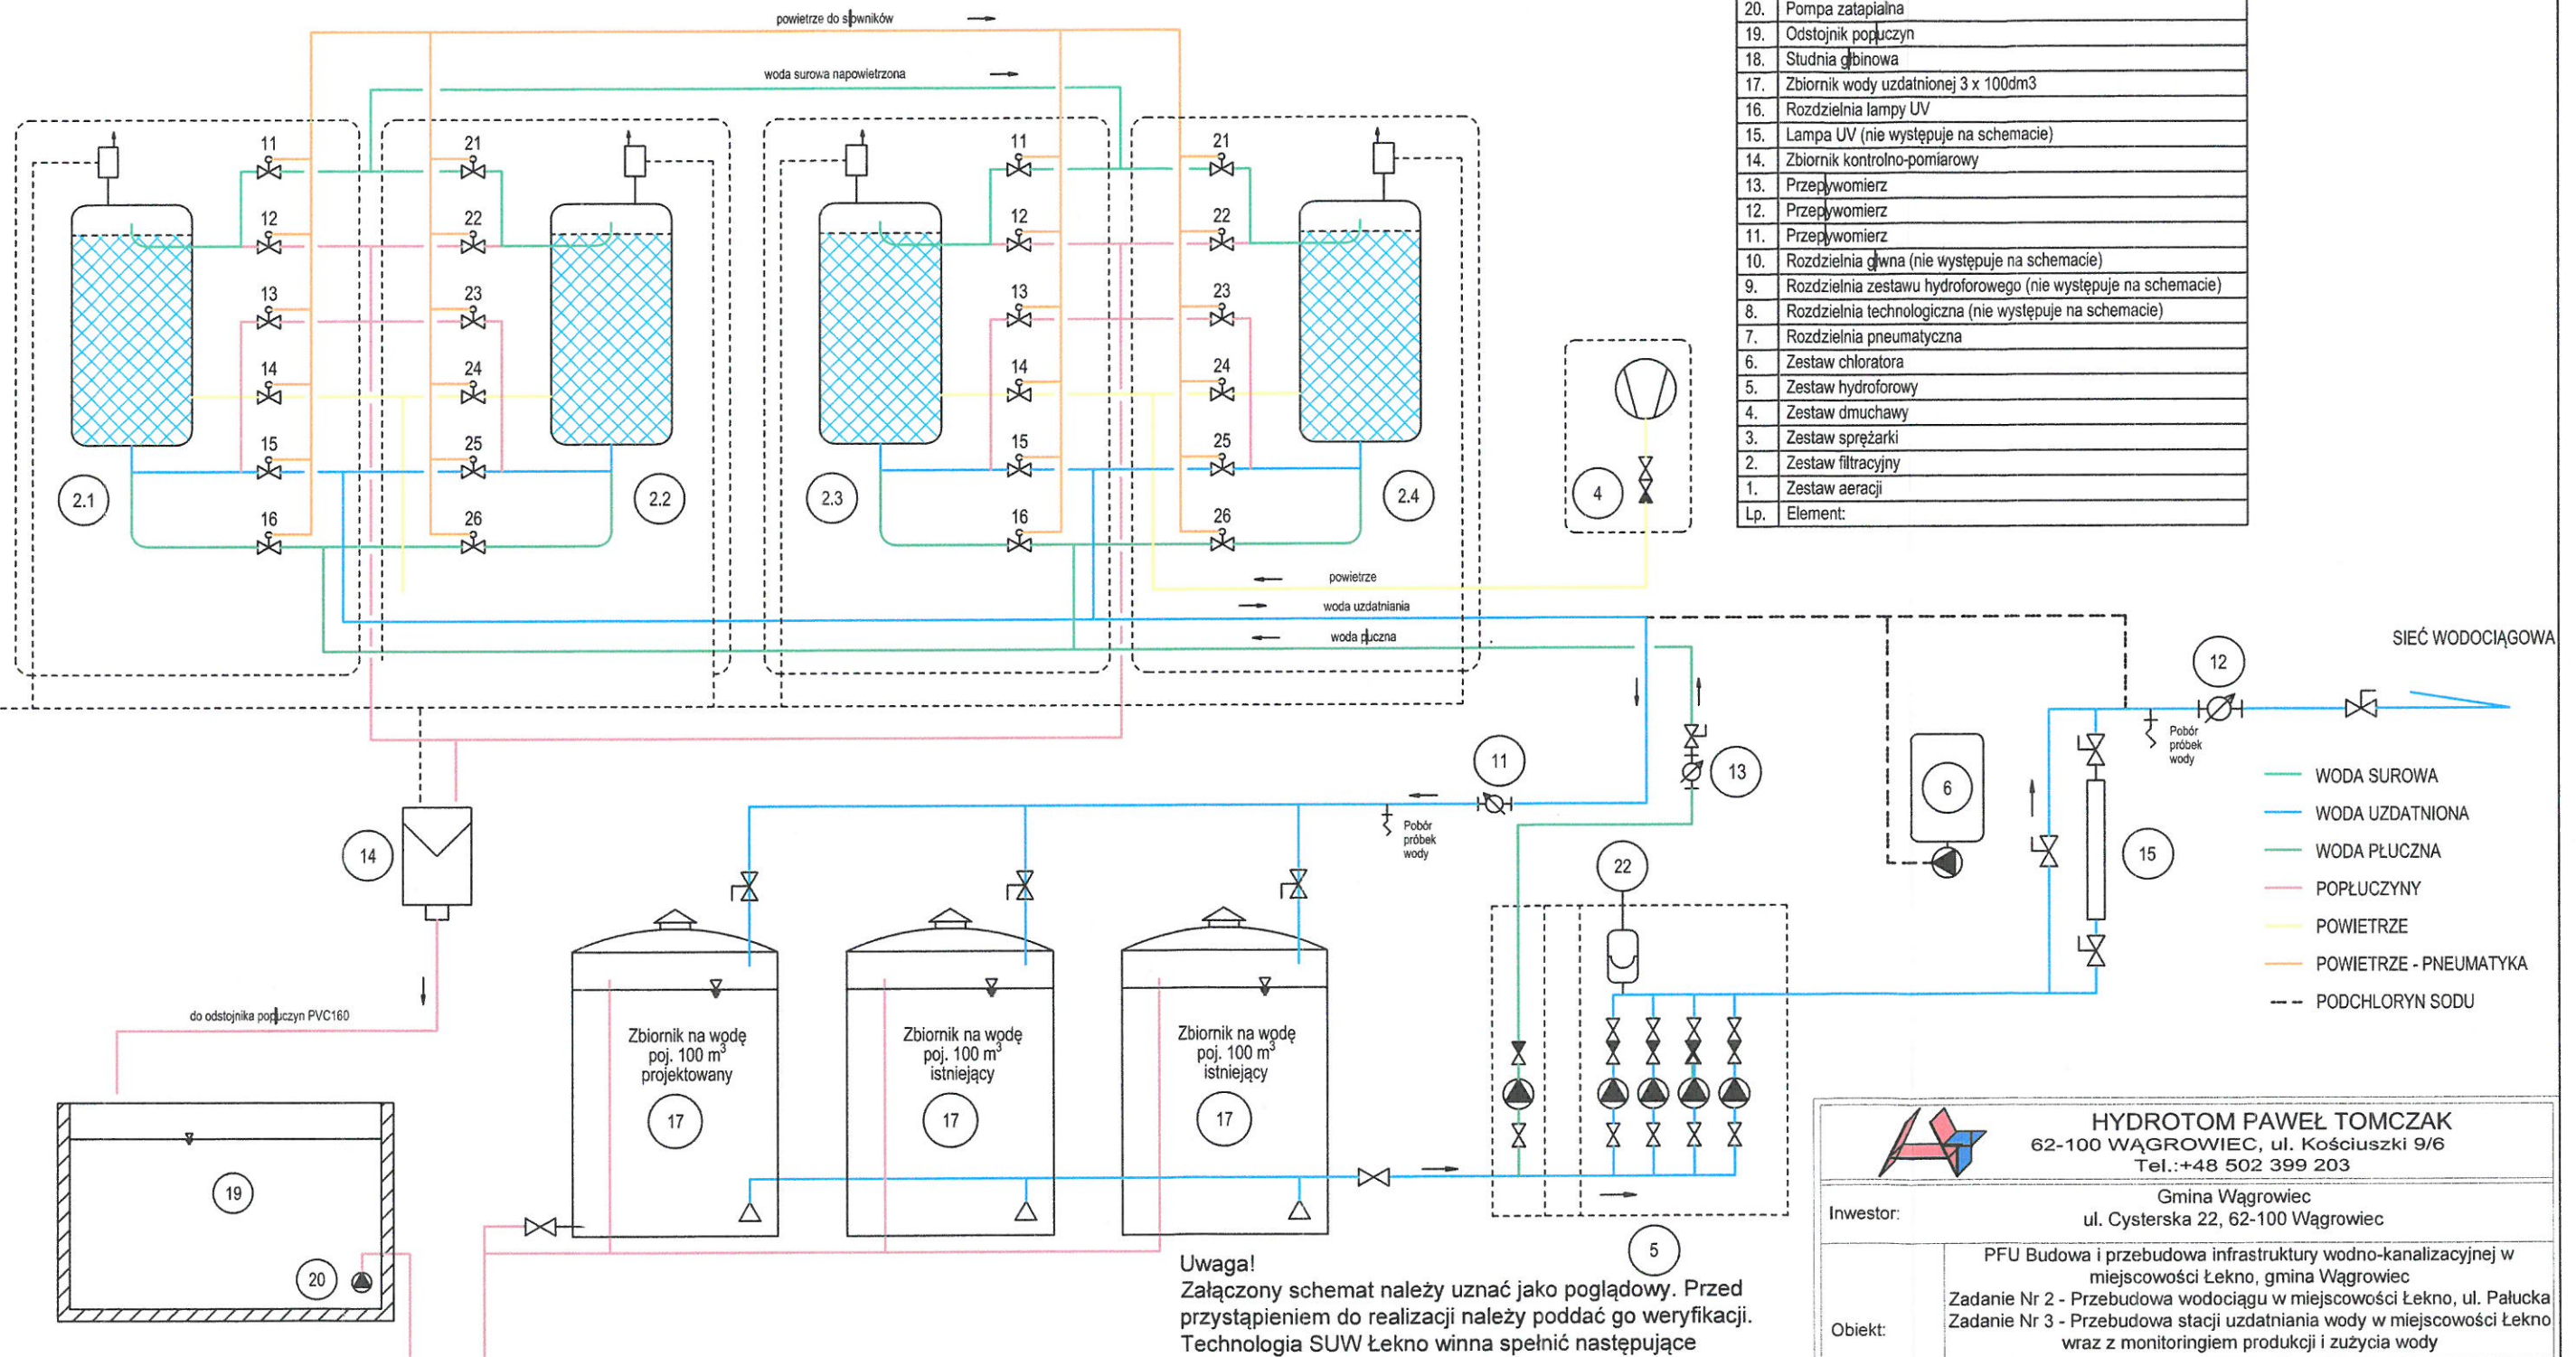 powietrze do siłowników
woda surowa napowietrzona
11
21
11
21
12
22
12
22
13
23
13
23
14
24
14
24
15
25
15
25
16
26
16
26
2.1
2.2
2.3
2.4
4
powietrze
woda uzdatniania
woda płuczna
20. Pompa zatapialna
19. Odstojnik popłuczyn
18. Studnia głbinowa
17. Zbiornik wody uzdatnionej 3 x 100dm3
16. Rozdzielnia lampy UV
15. Lampa UV (nie występuje na schemacie)
14. Zbiornik kontrolno-pomiarowy
13. Przepływomierz
12. Przepływomierz
11. Przepływomierz
10. Rozdzielnia głwna (nie występuje na schemacie)
9. Rozdzielnia zestawu hydroforowego (nie występuje na schemacie)
8. Rozdzielnia technologiczna (nie występuje na schemacie)
7. Rozdzielnia pneumatyczna
6. Zestaw chloratora
5. Zestaw hydroforowy
4. Zestaw dmuchawy
3. Zestaw sprężarki
2. Zestaw filtracyjny
1. Zestaw aeracji
Lp. Element:
SIEĆ WODOCIĄGOWA
12
Pobór
próbek
wody
11
13
Pobór
próbek
wody
6
15
14
22
WODA SUROWA
WODA UZDATNIONA
WODA PŁUCZNA
POPŁUCZYNY
POWIETRZE
POWIETRZE - PNEUMATYKA
PODCHLORYN SODU
do odstojnika popłuczyn PVC160
Zbiornik na wodę
poj. 100 m³
projektowany
17
Zbiornik na wodę
poj. 100 m³
istniejący
17
Zbiornik na wodę
poj. 100 m³
istniejący
17
19
20
5
Uwaga!
Załączony schemat należy uznać jako poglądowy. Przed
przystąpieniem do realizacji należy poddać go weryfikacji.
Technologia SUW Łekno winna spełnić następujące
HYDROTOM PAWEŁ TOMCZAK
62-100 WĄGROWIEC, ul. Kościuszki 9/6
Tel.:+48 502 399 203
Inwestor:
Gmina Wągrowiec
ul. Cysterska 22, 62-100 Wągrowiec
Obiekt:
PFU Budowa i przebudowa infrastruktury wodno-kanalizacyjnej w
miejscowości Łekno, gmina Wągrowiec
Zadanie Nr 2 - Przebudowa wodociągu w miejscowości Łekno, ul. Pałucka
Zadanie Nr 3 - Przebudowa stacji uzdatniania wody w miejscowości Łekno
wraz z monitoringiem produkcji i zużycia wody